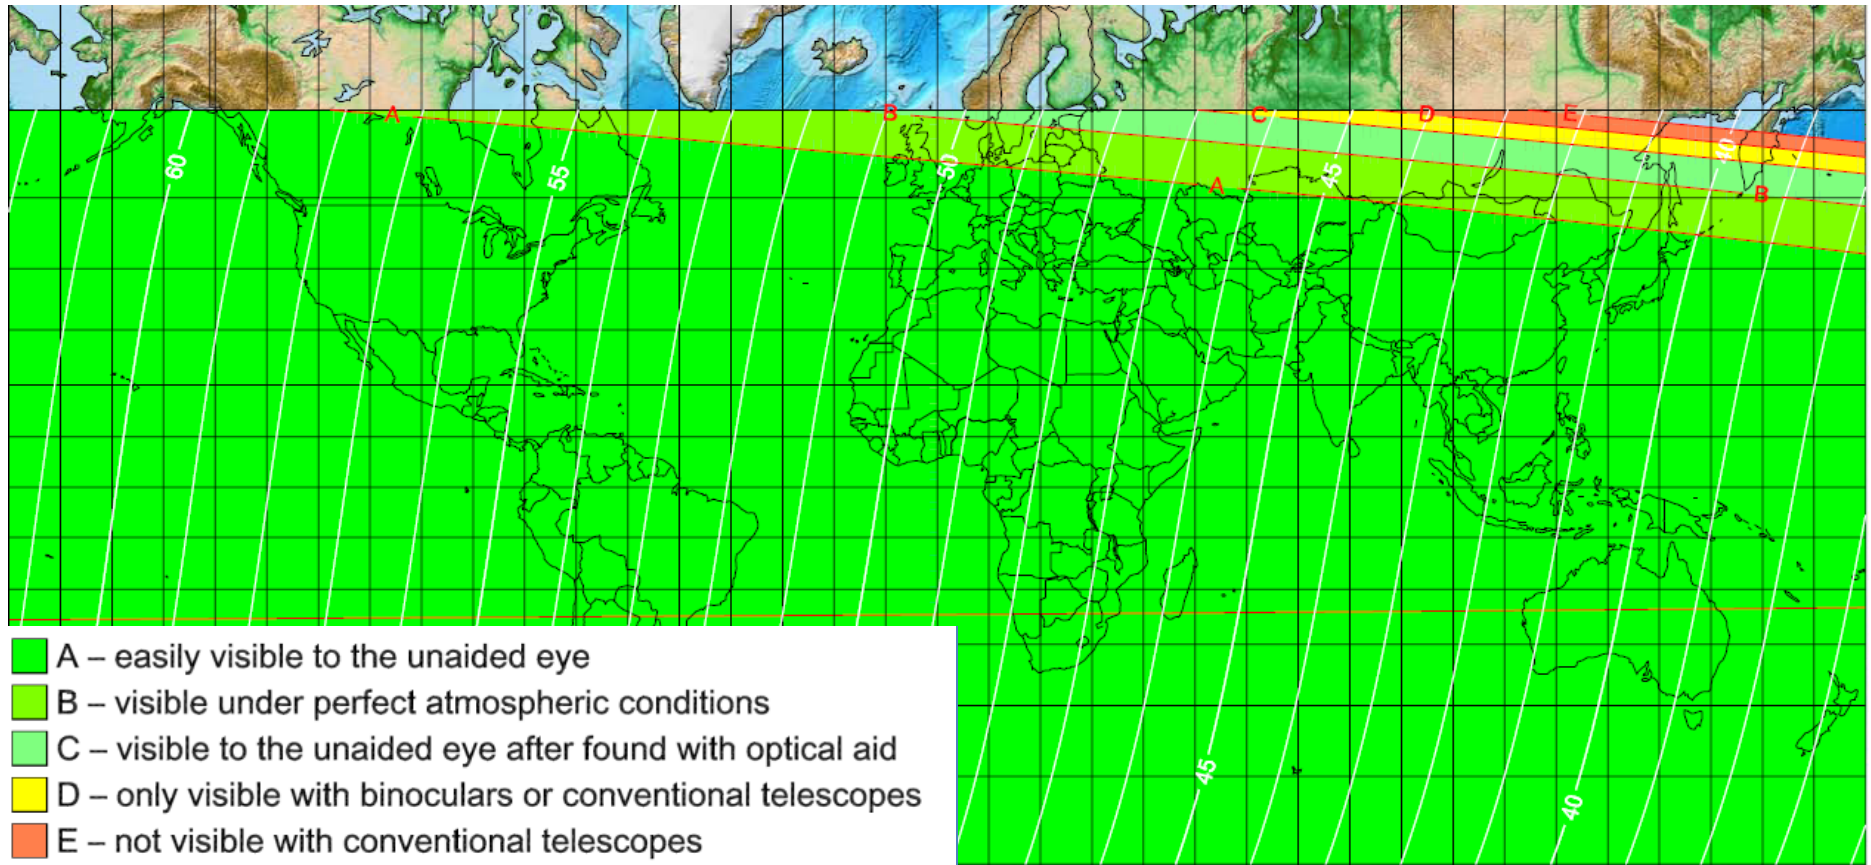 A
B
C
D
E
60
55
50
45
40
A
B
45
40
A – easily visible to the unaided eye
B – visible under perfect atmospheric conditions
C – visible to the unaided eye after found with optical aid
D – only visible with binoculars or conventional telescopes
E – not visible with conventional telescopes